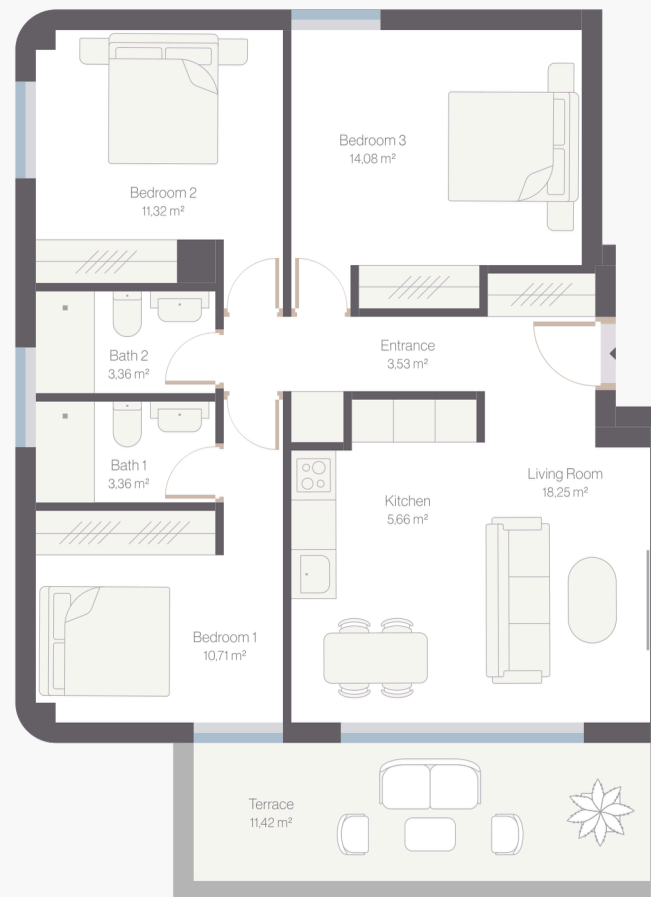 Bedroom 3
14,08 m²
Bedroom 2
11,32 m²
Entrance
3,53 m²
Bath 2
3,36 m²
Bath 1
3,36 m²
Living Room
18,25 m²
Kitchen
5,66 m²
Bedroom 1
10,71 m²
Terrace
11,42 m²